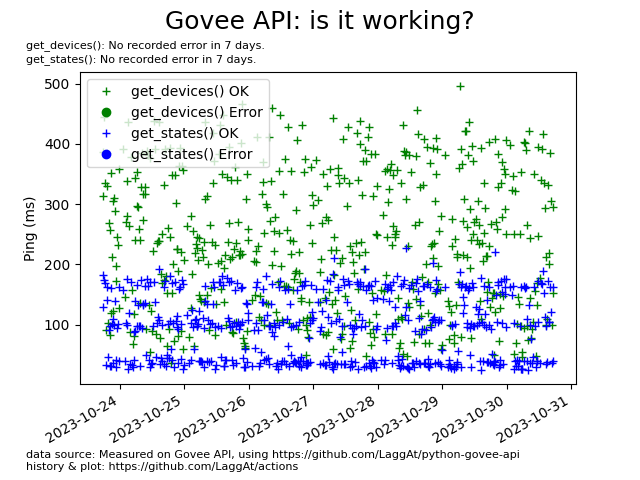 Govee API: is it working?
get_devices(): No recorded error in 7 days.
get_states(): No recorded error in 7 days.
500
400
300
200
100
Ping (ms)
get_devices() OK
get_devices() Error
get_states() OK
get_states() Error
2023-10-24
2023-10-25
2023-10-26
2023-10-27
2023-10-28
2023-10-29
2023-10-30
2023-10-31
data source: Measured on Govee API, using https://github.com/LaggAt/python-govee-api
history & plot: https://github.com/LaggAt/actions